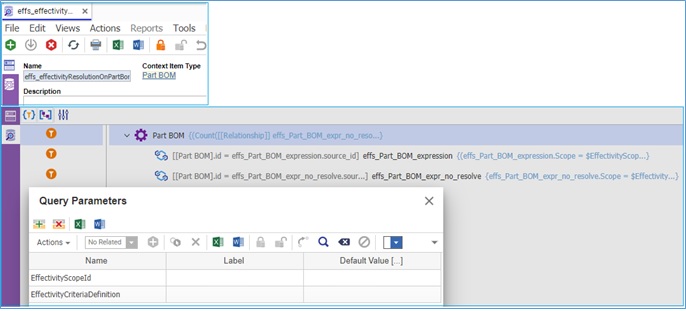 effs_effectivity...
File Edit Views Actions Reports Tools
Name
Context Item Type
effs_effectivityResolutionOnPartBor
Part BOM
Description
Part BOM {(Count([[Relationship]] effs_Part_BOM_expr_no_reso...}
[[Part BOM].id = effs_Part_BOM_expression.source_id] effs_Part_BOM_expression {(effs_Part_BOM_expression.Scope = $EffectivityScop...}
[[Part BOM].id = effs_Part_BOM_expr_no_resolve.sour...] effs_Part_BOM_expr_no_resolve {(effs_Part_BOM_expr_no_resolve.Scope = $Effectivity...}
Query Parameters
Actions No Related
Name Label Default Value [...]
EffectivityScopeId
EffectivityCriteriaDefinition